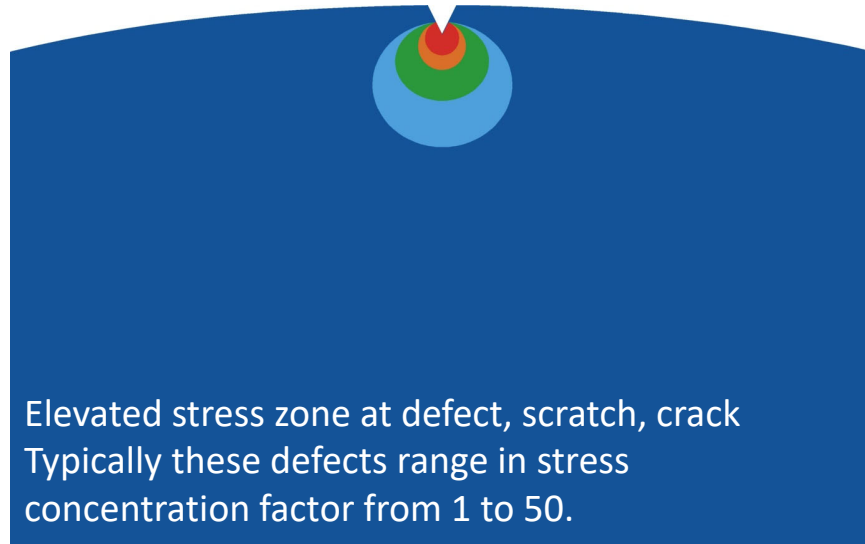 Elevated stress zone at defect, scratch, crack
Typically these defects range in stress
concentration factor from 1 to 50.